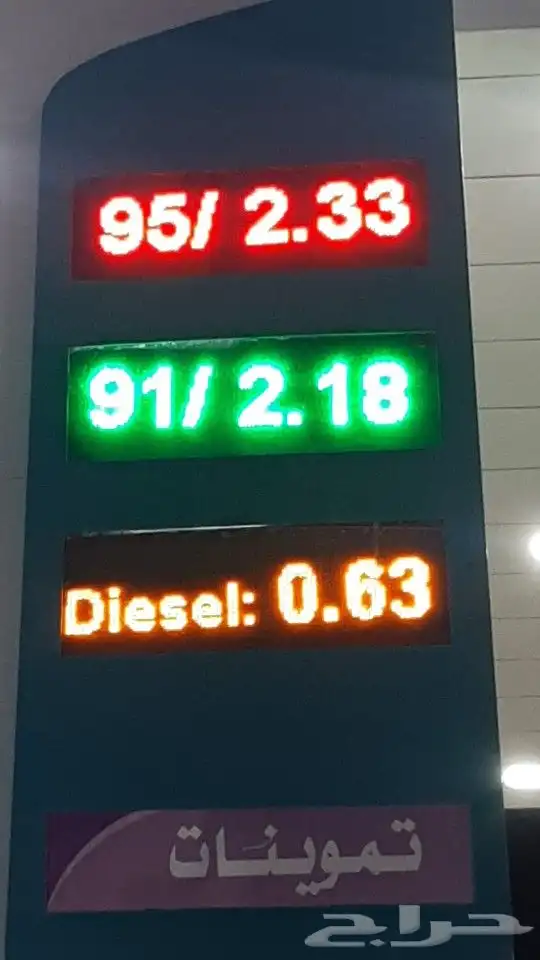 95/ 2.33
91/ 2.18
Diesel: 0.63
تموينات
حراج